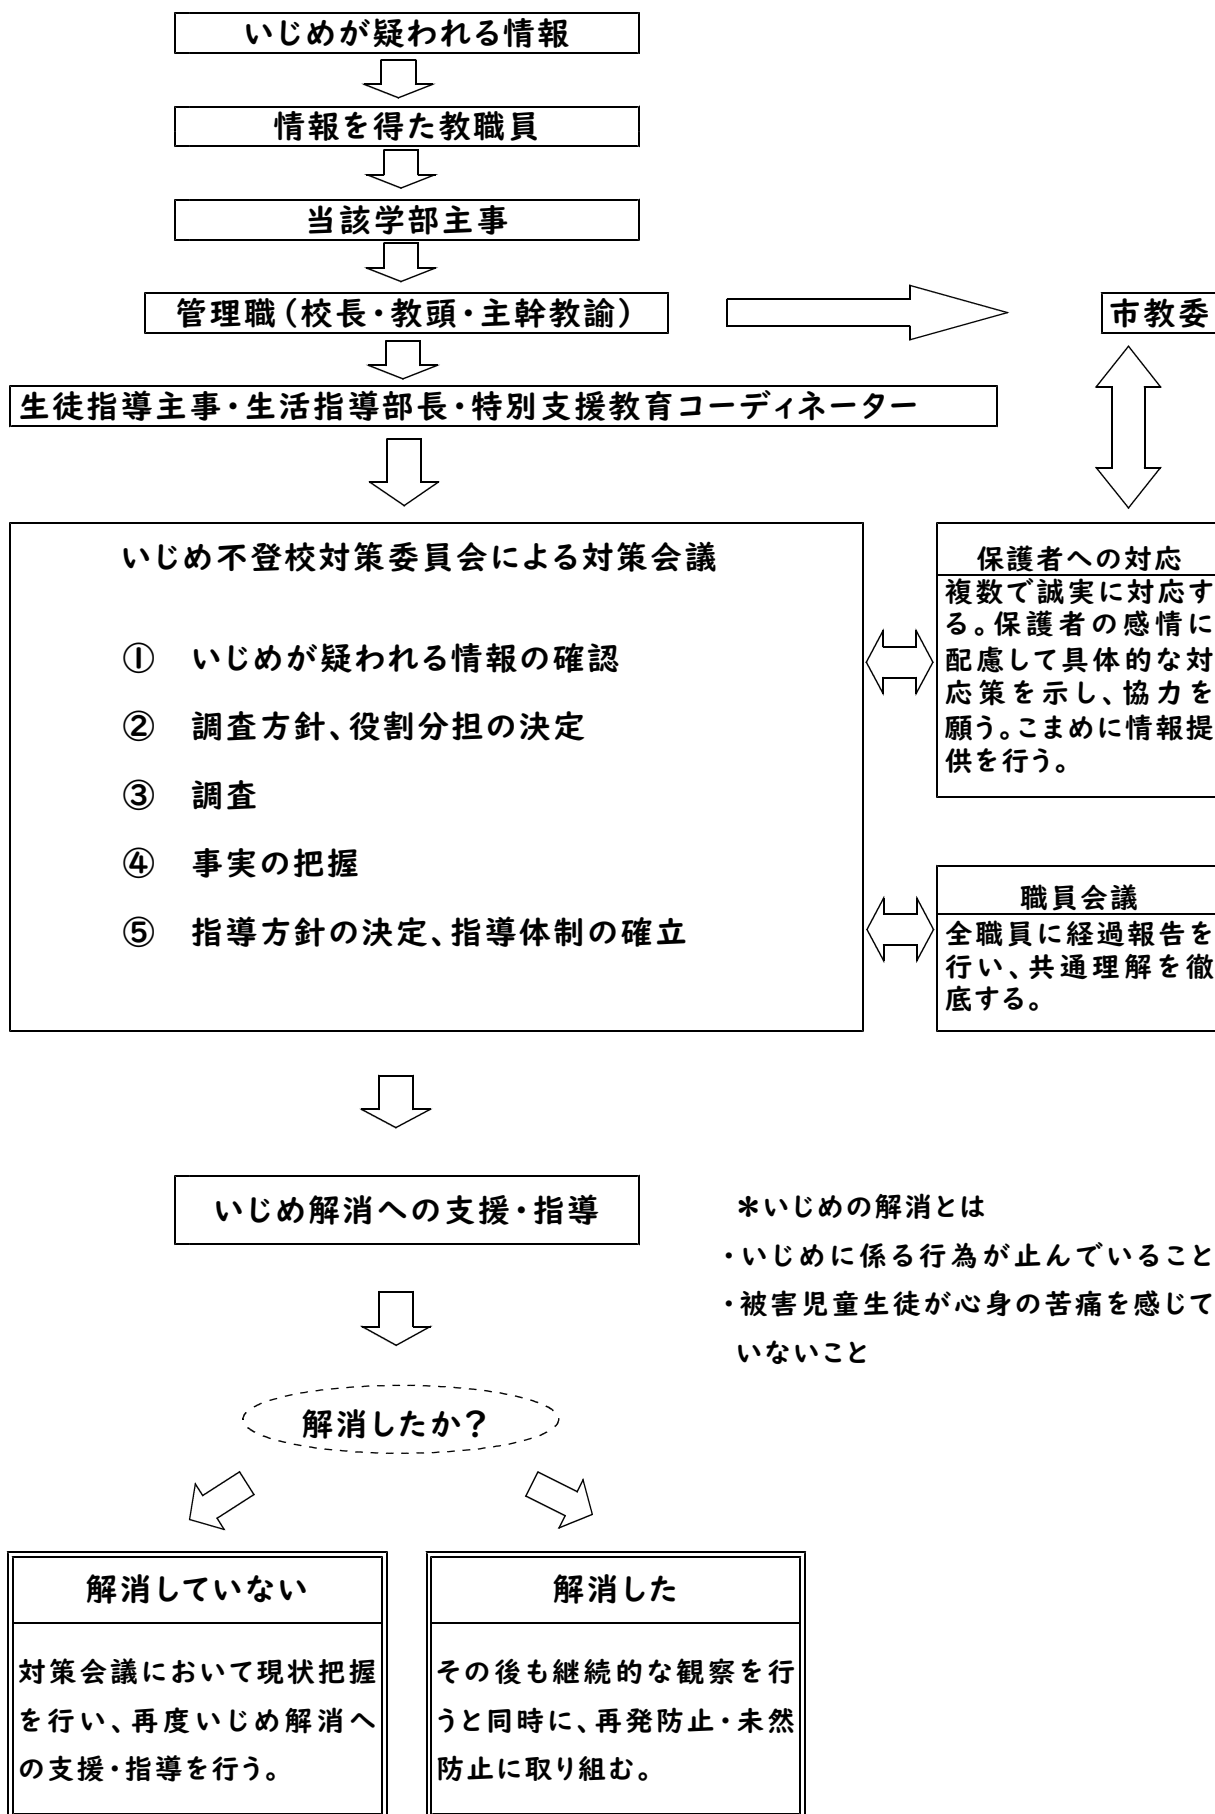 いじめが疑われる情報
情報を得た教職員
当該学部主事
管理職(校長・教頭・主幹教諭)
市教委
生徒指導主事・生活指導部長・特別支援教育コーディネーター
いじめ不登校対策委員会による対策会議
① いじめが疑われる情報の確認
② 調査方針、役割分担の決定
③ 調査
④ 事実の把握
⑤ 指導方針の決定、指導体制の確立
保護者への対応
複数で誠実に対応す
る。保護者の感情に
配慮して具体的な対
応策を示し、協力を
願う。こまめに情報提
供を行う。
職員会議
全職員に経過報告を
行い、共通理解を徹
底する。
いじめ解消への支援・指導
＊いじめの解消とは
・いじめに係る行為が止んでいること
・被害児童生徒が心身の苦痛を感じて
いないこと
解消したか？
解消していない
対策会議において現状把握
を行い、再度いじめ解消へ
の支援・指導を行う。
解消した
その後も継続的な観察を行
うと同時に、再発防止・未然
防止に取り組む。